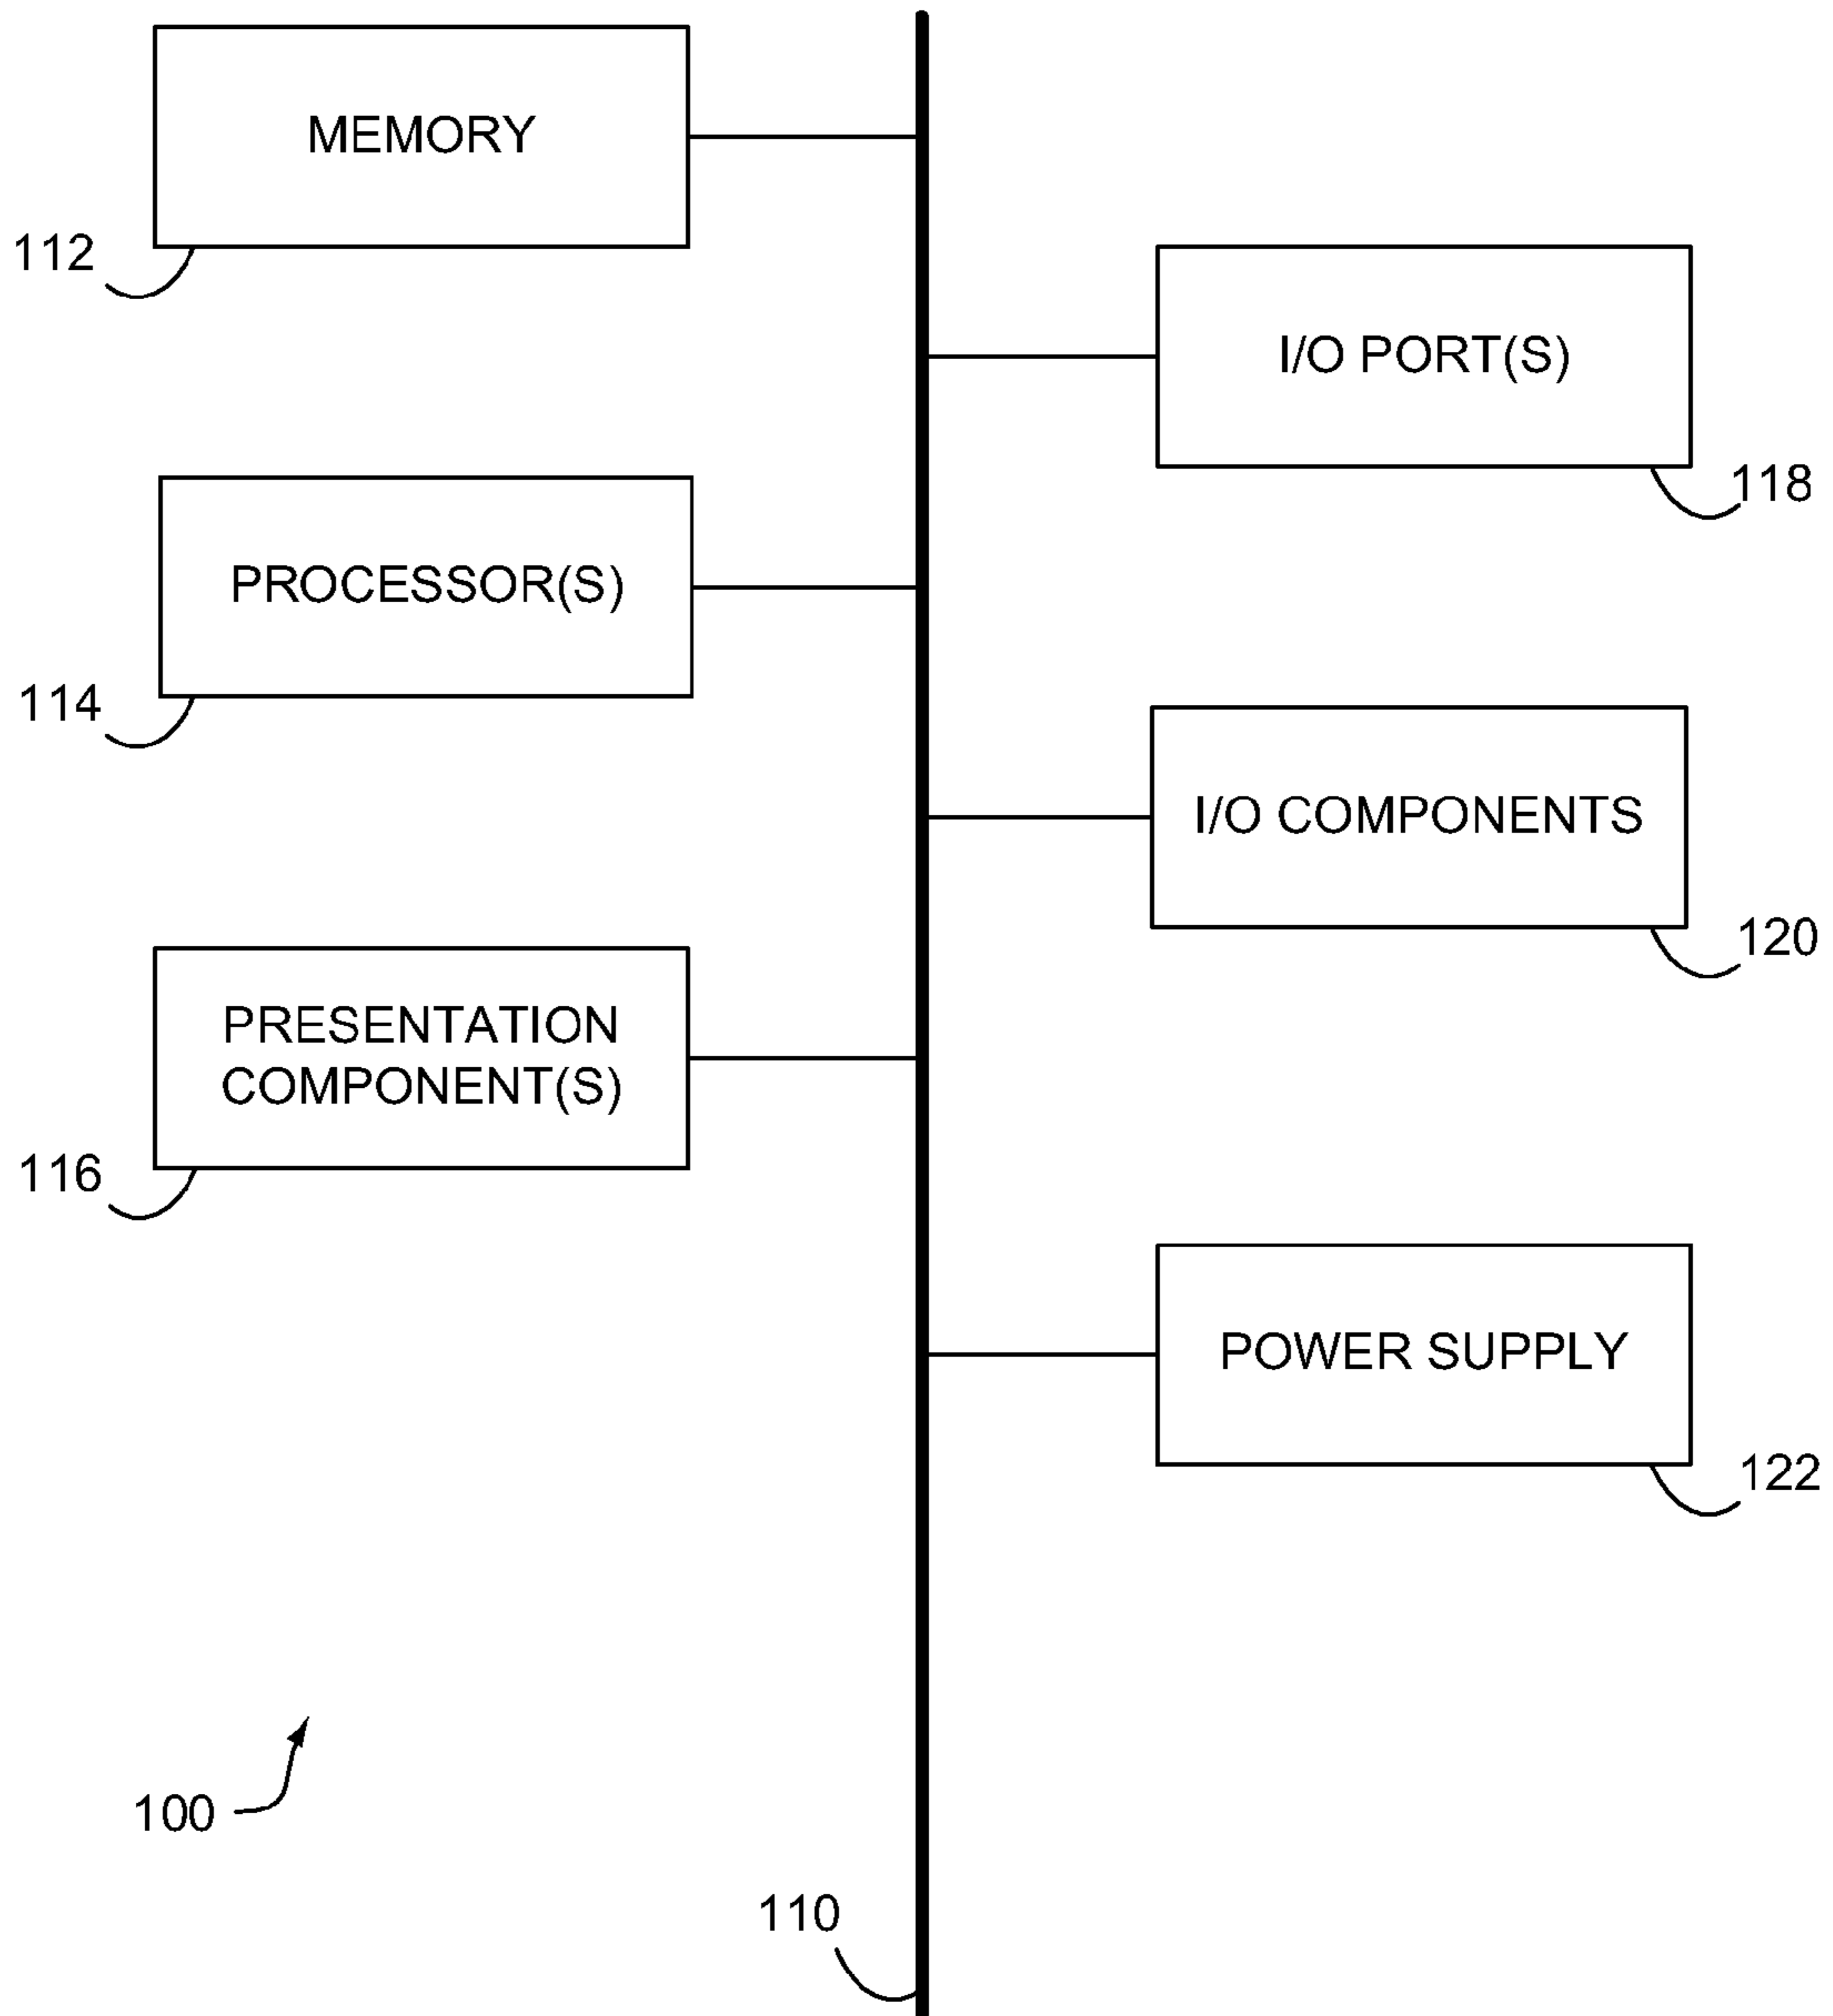 MEMORY
112
I/O PORT(S)
118
PROCESSOR(S)
114
I/O COMPONENTS
120
PRESENTATION
COMPONENT(S)
116
POWER SUPPLY
122
100
110